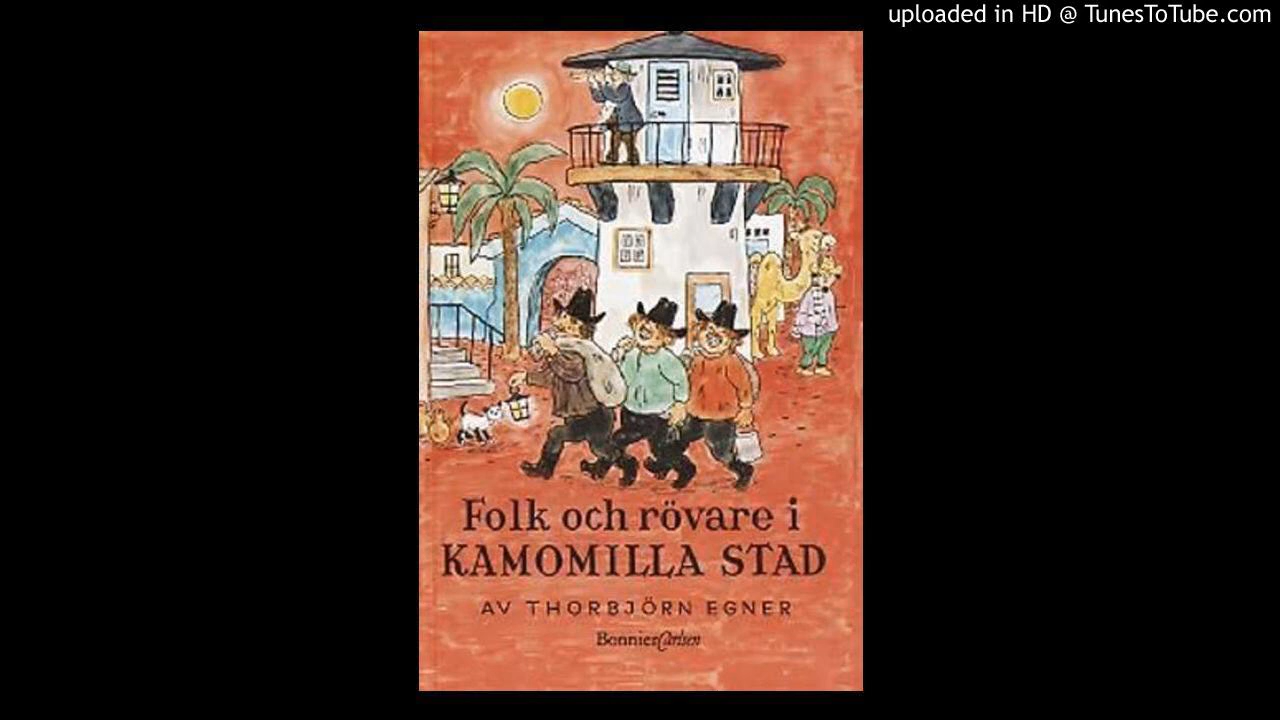 uploaded in HD @ TunesToTube.com
Folk och rövare i
KAMOMILLA STAD
AV THORBJÖRN EGNER
BonnierCarlsen